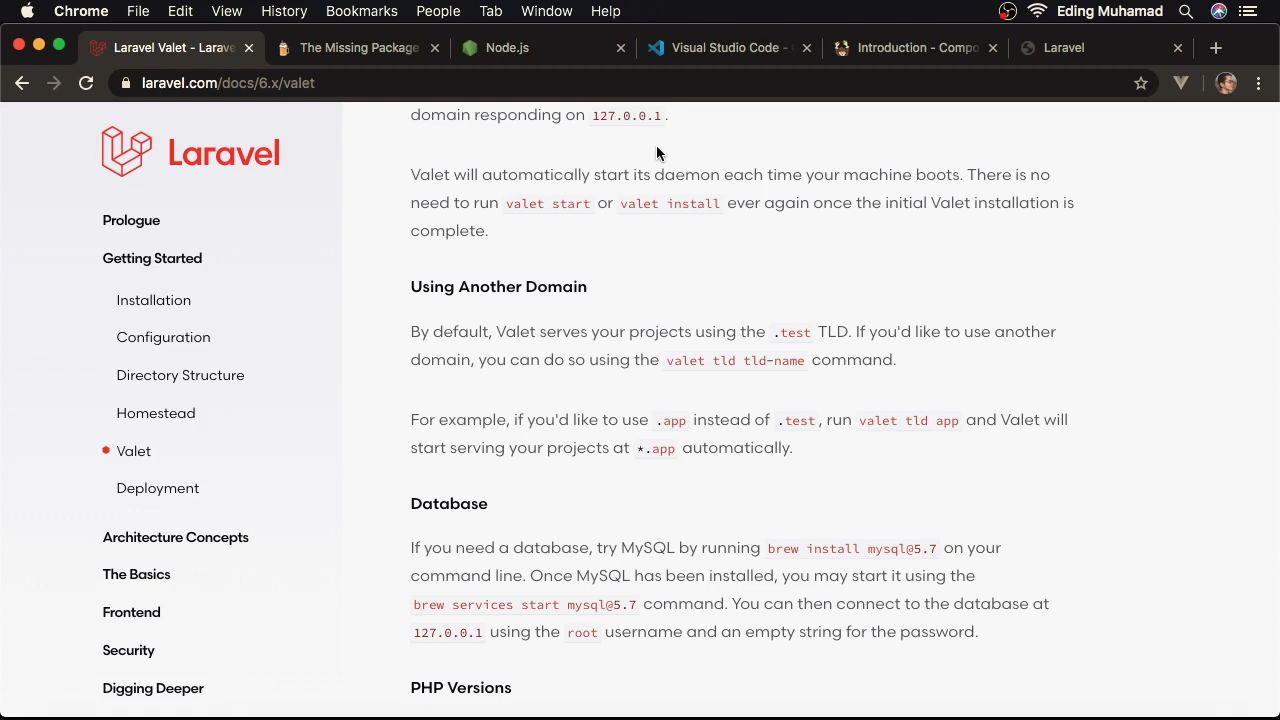 Chrome File Edit View History Bookmarks People Tab Window Help Eding Muhamad
Laravel Valet - Larave The Missing Package Node.js Visual Studio Code - Introduction - Compo Laravel
laravel.com/docs/6.x/valet
Laravel
Prologue
Getting Started
Installation
Configuration
Directory Structure
Homestead
Valet
Deployment
Architecture Concepts
The Basics
Frontend
Security
Digging Deeper
domain responding on 127.0.0.1.
Valet will automatically start its daemon each time your machine boots. There is no
need to run valet start or valet install ever again once the initial Valet installation is
complete.
Using Another Domain
By default, Valet serves your projects using the .test TLD. If you'd like to use another
domain, you can do so using the valet tld tld-name command.
For example, if you'd like to use .app instead of .test, run valet tld app and Valet will
start serving your projects at *.app automatically.
Database
If you need a database, try MySQL by running brew install mysql@5.7 on your
command line. Once MySQL has been installed, you may start it using the
brew services start mysql@5.7 command. You can then connect to the database at
127.0.0.1 using the root username and an empty string for the password.
PHP Versions